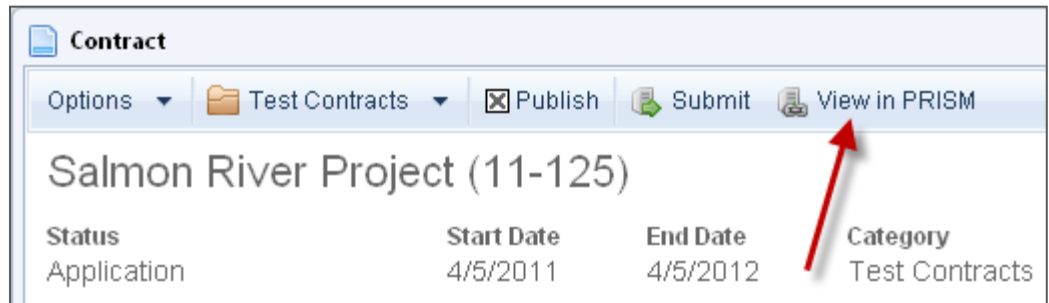 Contract
Options Test Contracts Publish Submit View in PRISM
Salmon River Project (11-125)
Status Start Date End Date Category
Application 4/5/2011 4/5/2012 Test Contracts